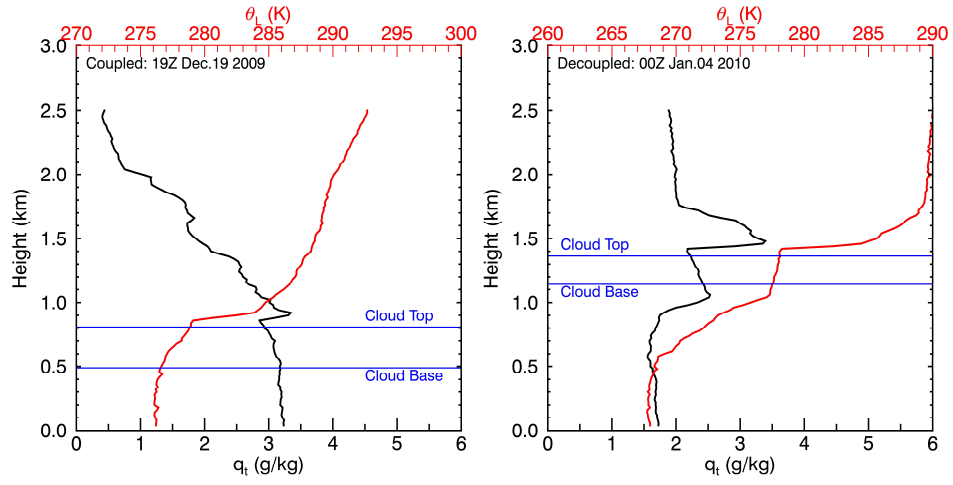 θL (K)
270 275 280 285 290 295 300
3.0
Coupled: 19Z Dec.19 2009
2.5
2.0
Height (km)
1.5
1.0
Cloud Top
0.5
Cloud Base
0.0
0 1 2 3 4 5 6
qt (g/kg)
θL (K)
260 265 270 275 280 285 290
3.0
Decoupled: 00Z Jan.04 2010
2.5
2.0
Height (km)
1.5
Cloud Top
Cloud Base
1.0
0.5
0.0
0 1 2 3 4 5 6
qt (g/kg)